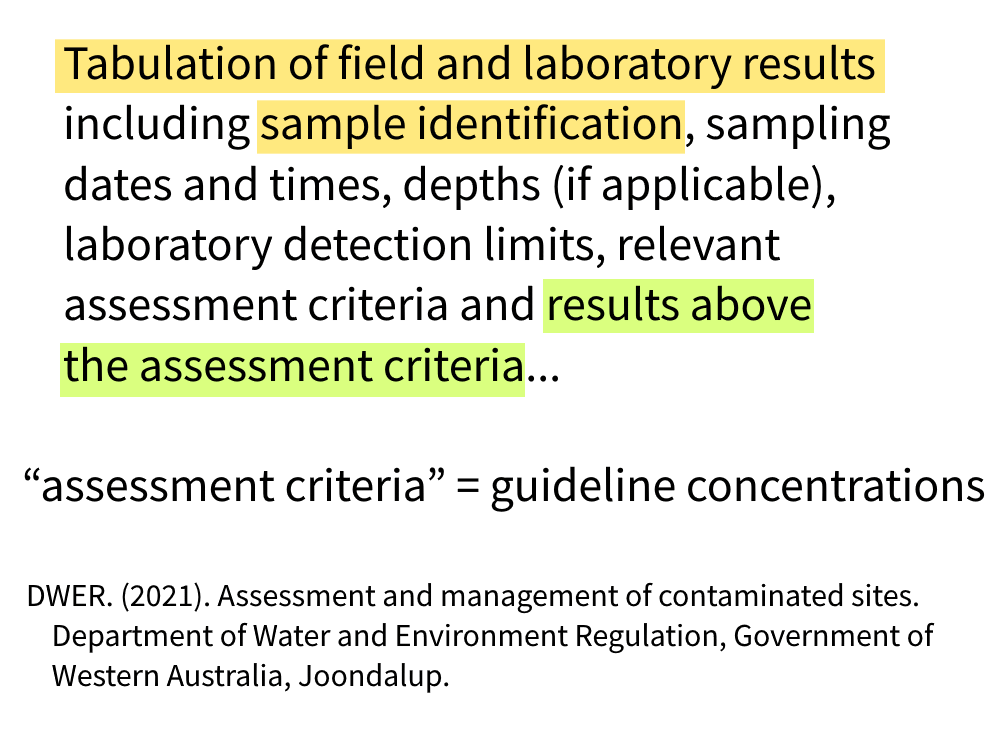 Tabulation of field and laboratory results
including sample identification, sampling
dates and times, depths (if applicable),
laboratory detection limits, relevant
assessment criteria and results above
the assessment criteria...
“assessment criteria” = guideline concentrations
DWER. (2021). Assessment and management of contaminated sites.
Department of Water and Environment Regulation, Government of
Western Australia, Joondalup.